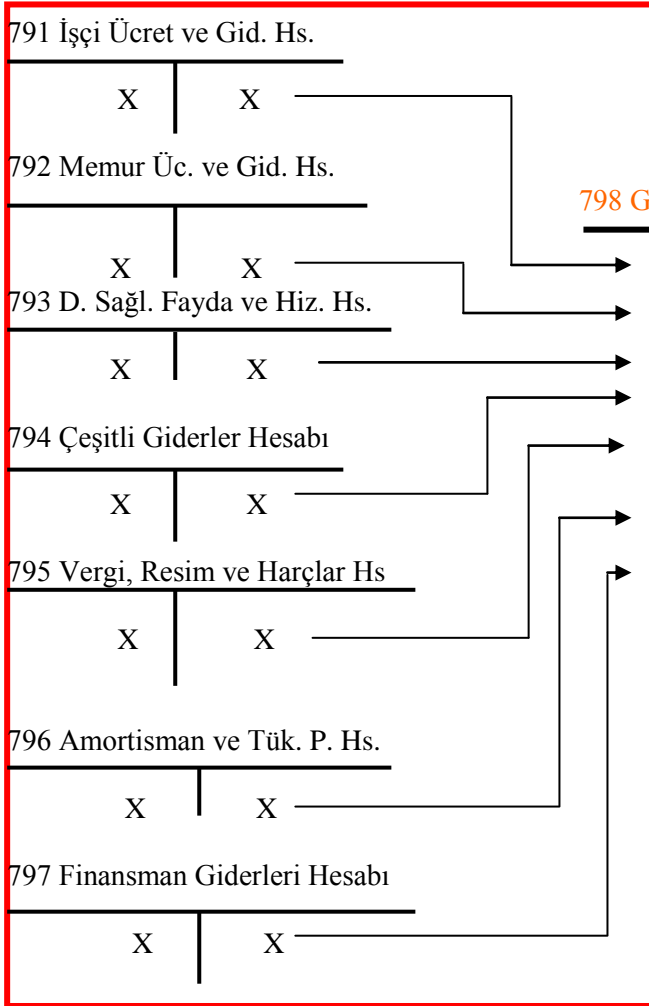 791 İşçi Ücret ve Gid. Hs.
X X
792 Memur Üc. ve Gid. Hs.
798 G
X X
793 D. Sağl. Fayda ve Hiz. Hs.
X X
794 Çeşitli Giderler Hesabı
X X
795 Vergi, Resim ve Harçlar Hs
X X
796 Amortisman ve Tük. P. Hs.
X X
797 Finansman Giderleri Hesabı
X X